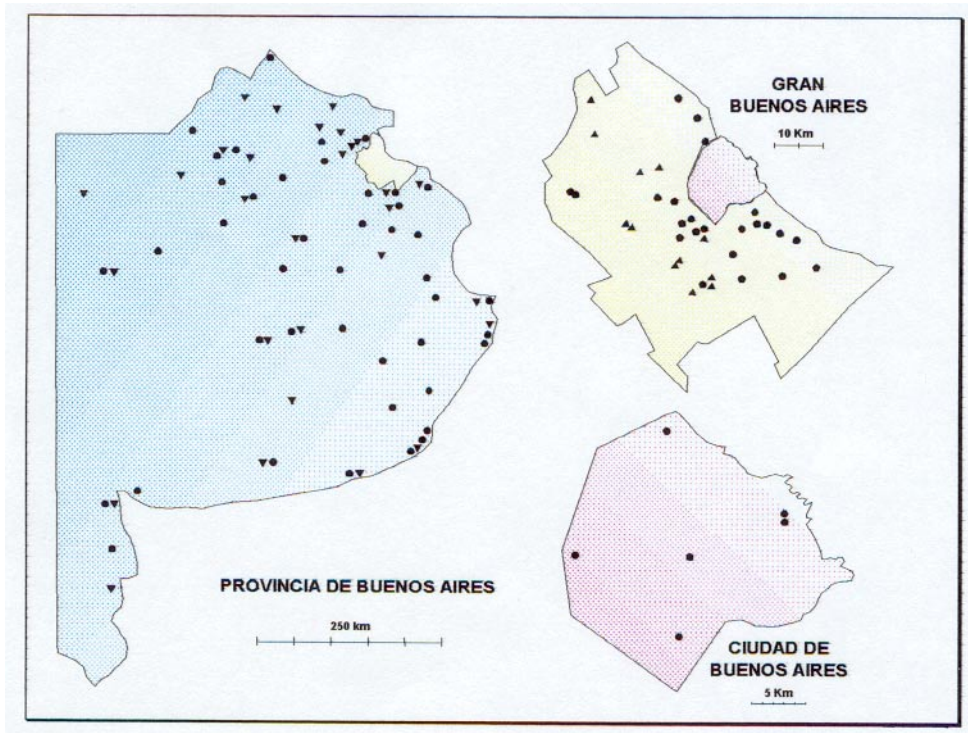 GRAN
BUENOS AIRES
10 Km
PROVINCIA DE BUENOS AIRES
250 km
CIUDAD DE
BUENOS AIRES
5 Km